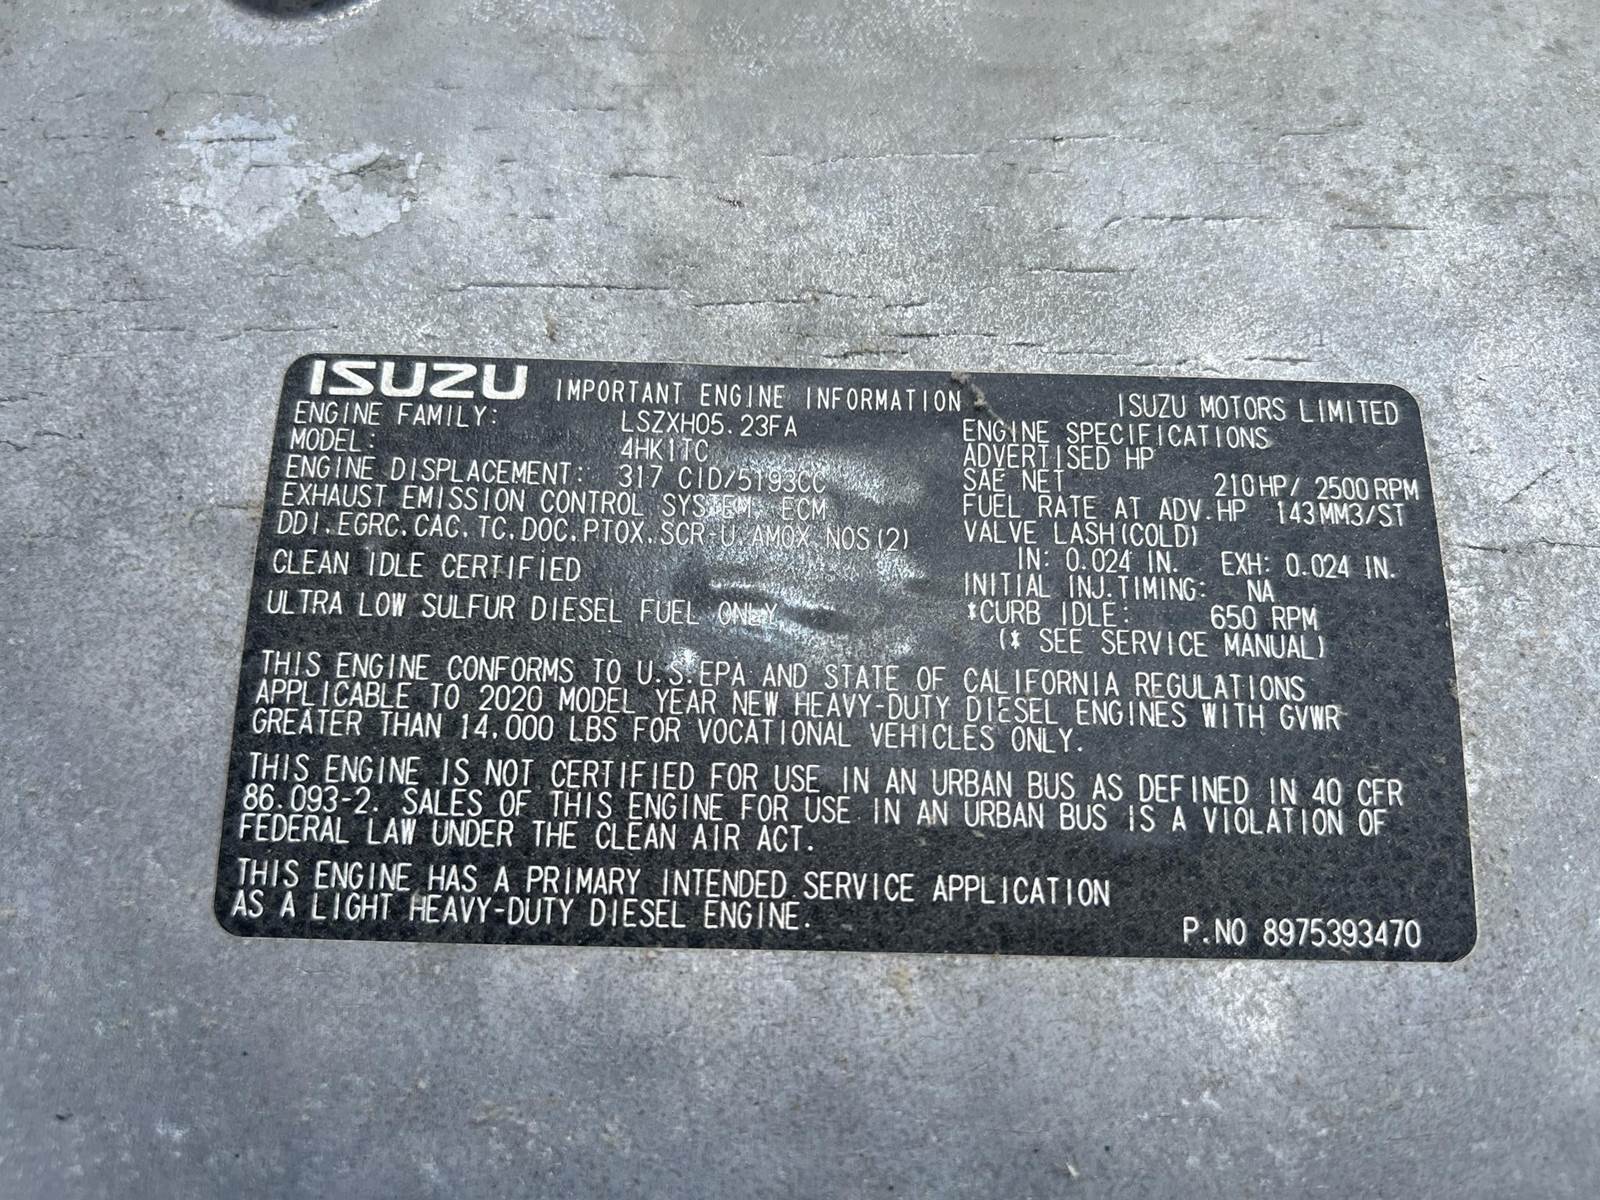 ISUZU IMPORTANT ENGINE INFORMATION ISUZU MOTORS LIMITED
ENGINE FAMILY: LSZXH05.23FA
MODEL: 4HK1TC
ENGINE DISPLACEMENT: 317 CID/5193CC
EXHAUST EMISSION CONTROL SYSTEM, ECM
DDI.EGRC.CAC.TC.DOC.PTOX.SCR-U.AMOX.NOS(2)
CLEAN IDLE CERTIFIED
ULTRA LOW SULFUR DIESEL FUEL ONLY
ENGINE SPECIFICATIONS
ADVERTISED HP
SAE NET 210HP/ 2500RPM
FUEL RATE AT ADV.HP 143MM3/ST
VALVE LASH(COLD)
IN: 0.024 IN. EXH: 0.024 IN.
INITIAL INJ.TIMING: NA
*CURB IDLE: 650 RPM
(* SEE SERVICE MANUAL)
THIS ENGINE CONFORMS TO U.S.EPA AND STATE OF CALIFORNIA REGULATIONS
APPLICABLE TO 2020 MODEL YEAR NEW HEAVY-DUTY DIESEL ENGINES WITH GVWR
GREATER THAN 14.000 LBS FOR VOCATIONAL VEHICLES ONLY.
THIS ENGINE IS NOT CERTIFIED FOR USE IN AN URBAN BUS AS DEFINED IN 40 CFR
86.093-2. SALES OF THIS ENGINE FOR USE IN AN URBAN BUS IS A VIOLATION OF
FEDERAL LAW UNDER THE CLEAN AIR ACT.
THIS ENGINE HAS A PRIMARY INTENDED SERVICE APPLICATION
AS A LIGHT HEAVY-DUTY DIESEL ENGINE.
P.NO 8975393470